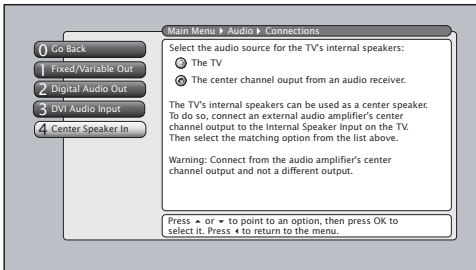 Main Menu ▶ Audio ▶ Connections
0 Go Back
1 Fixed/Variable Out
2 Digital Audio Out
3 DVI Audio Input
4 Center Speaker In
Select the audio source for the TV's internal speakers:
The TV
The center channel ouput from an audio receiver.
The TV's internal speakers can be used as a center speaker.
To do so, connect an external audio amplifier's center
channel output to the Internal Speaker Input on the TV.
Then select the matching option from the list above.
Warning: Connect from the audio amplifier's center
channel output and not a different output.
Press ▲ or ▼ to point to an option, then press OK to
select it. Press ◀ to return to the menu.